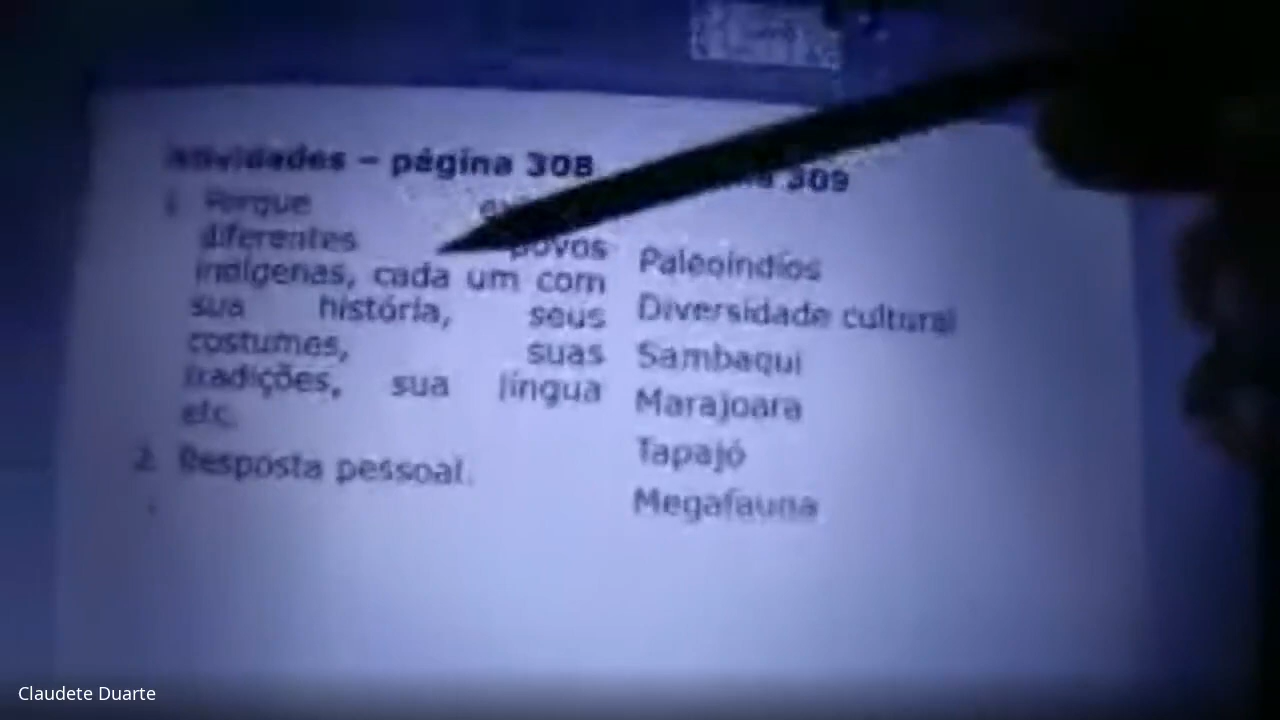 Atividades – página 308
1 Porque
diferentes povos
indígenas, cada um com
sua história, seus
costumes, suas
tradições, sua língua
etc.
2 Resposta pessoal.
309
Paleoindíos
Diversidade cultural
Sambaqui
Marajoara
Tapajó
Megafauna
Claudete Duarte